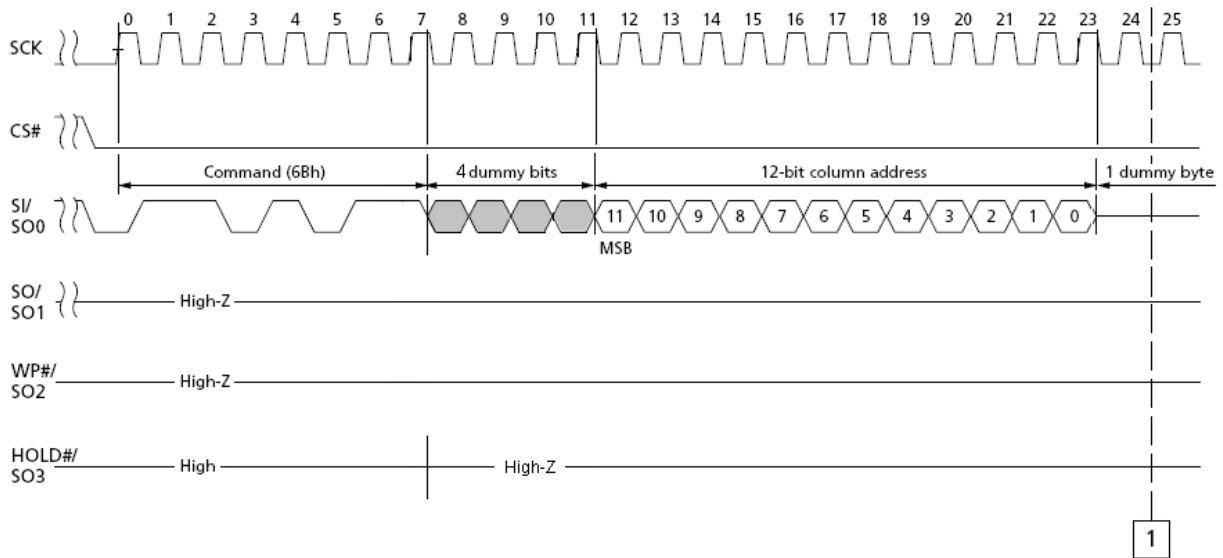 0 1 2 3 4 5 6 7 8 9 10 11 12 13 14 15 16 17 18 19 20 21 22 23 24 25
SCK
CS#
Command (6Bh) 4 dummy bits 12-bit column address 1 dummy byte
SI/
SO0
11 10 9 8 7 6 5 4 3 2 1 0
MSB
SO/
SO1
High-Z
WP#/
SO2
High-Z
HOLD#/
SO3
High High-Z
1